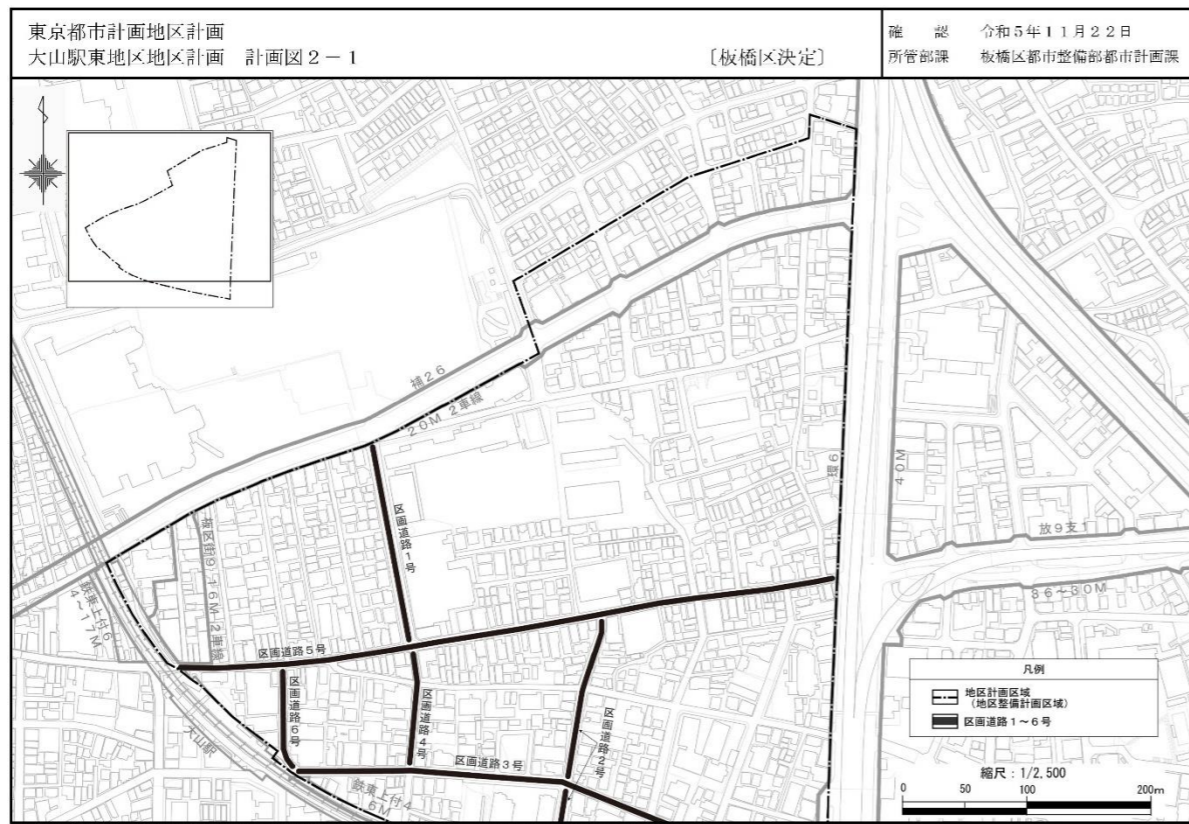 東京都市計画地区計画
大山駅東地区地区計画 計画図2-1
〔板橋区決定〕
確認 令和5年11月22日
所管部課 板橋区都市整備部都市計画課
補26
20M 2車線
環6
40M
放9支1
36~30M
区画道路1号
板区街9
16M 2車線
鉄東上付6
4~17M
区画道路5号
区画道路6号
区画道路4号
区画道路2号
区画道路3号
大山駅
鉄東上付4
6M
凡例
地区計画区域
(地区整備計画区域)
区画道路1~6号
縮尺:1/2,500
0 50 100 200m